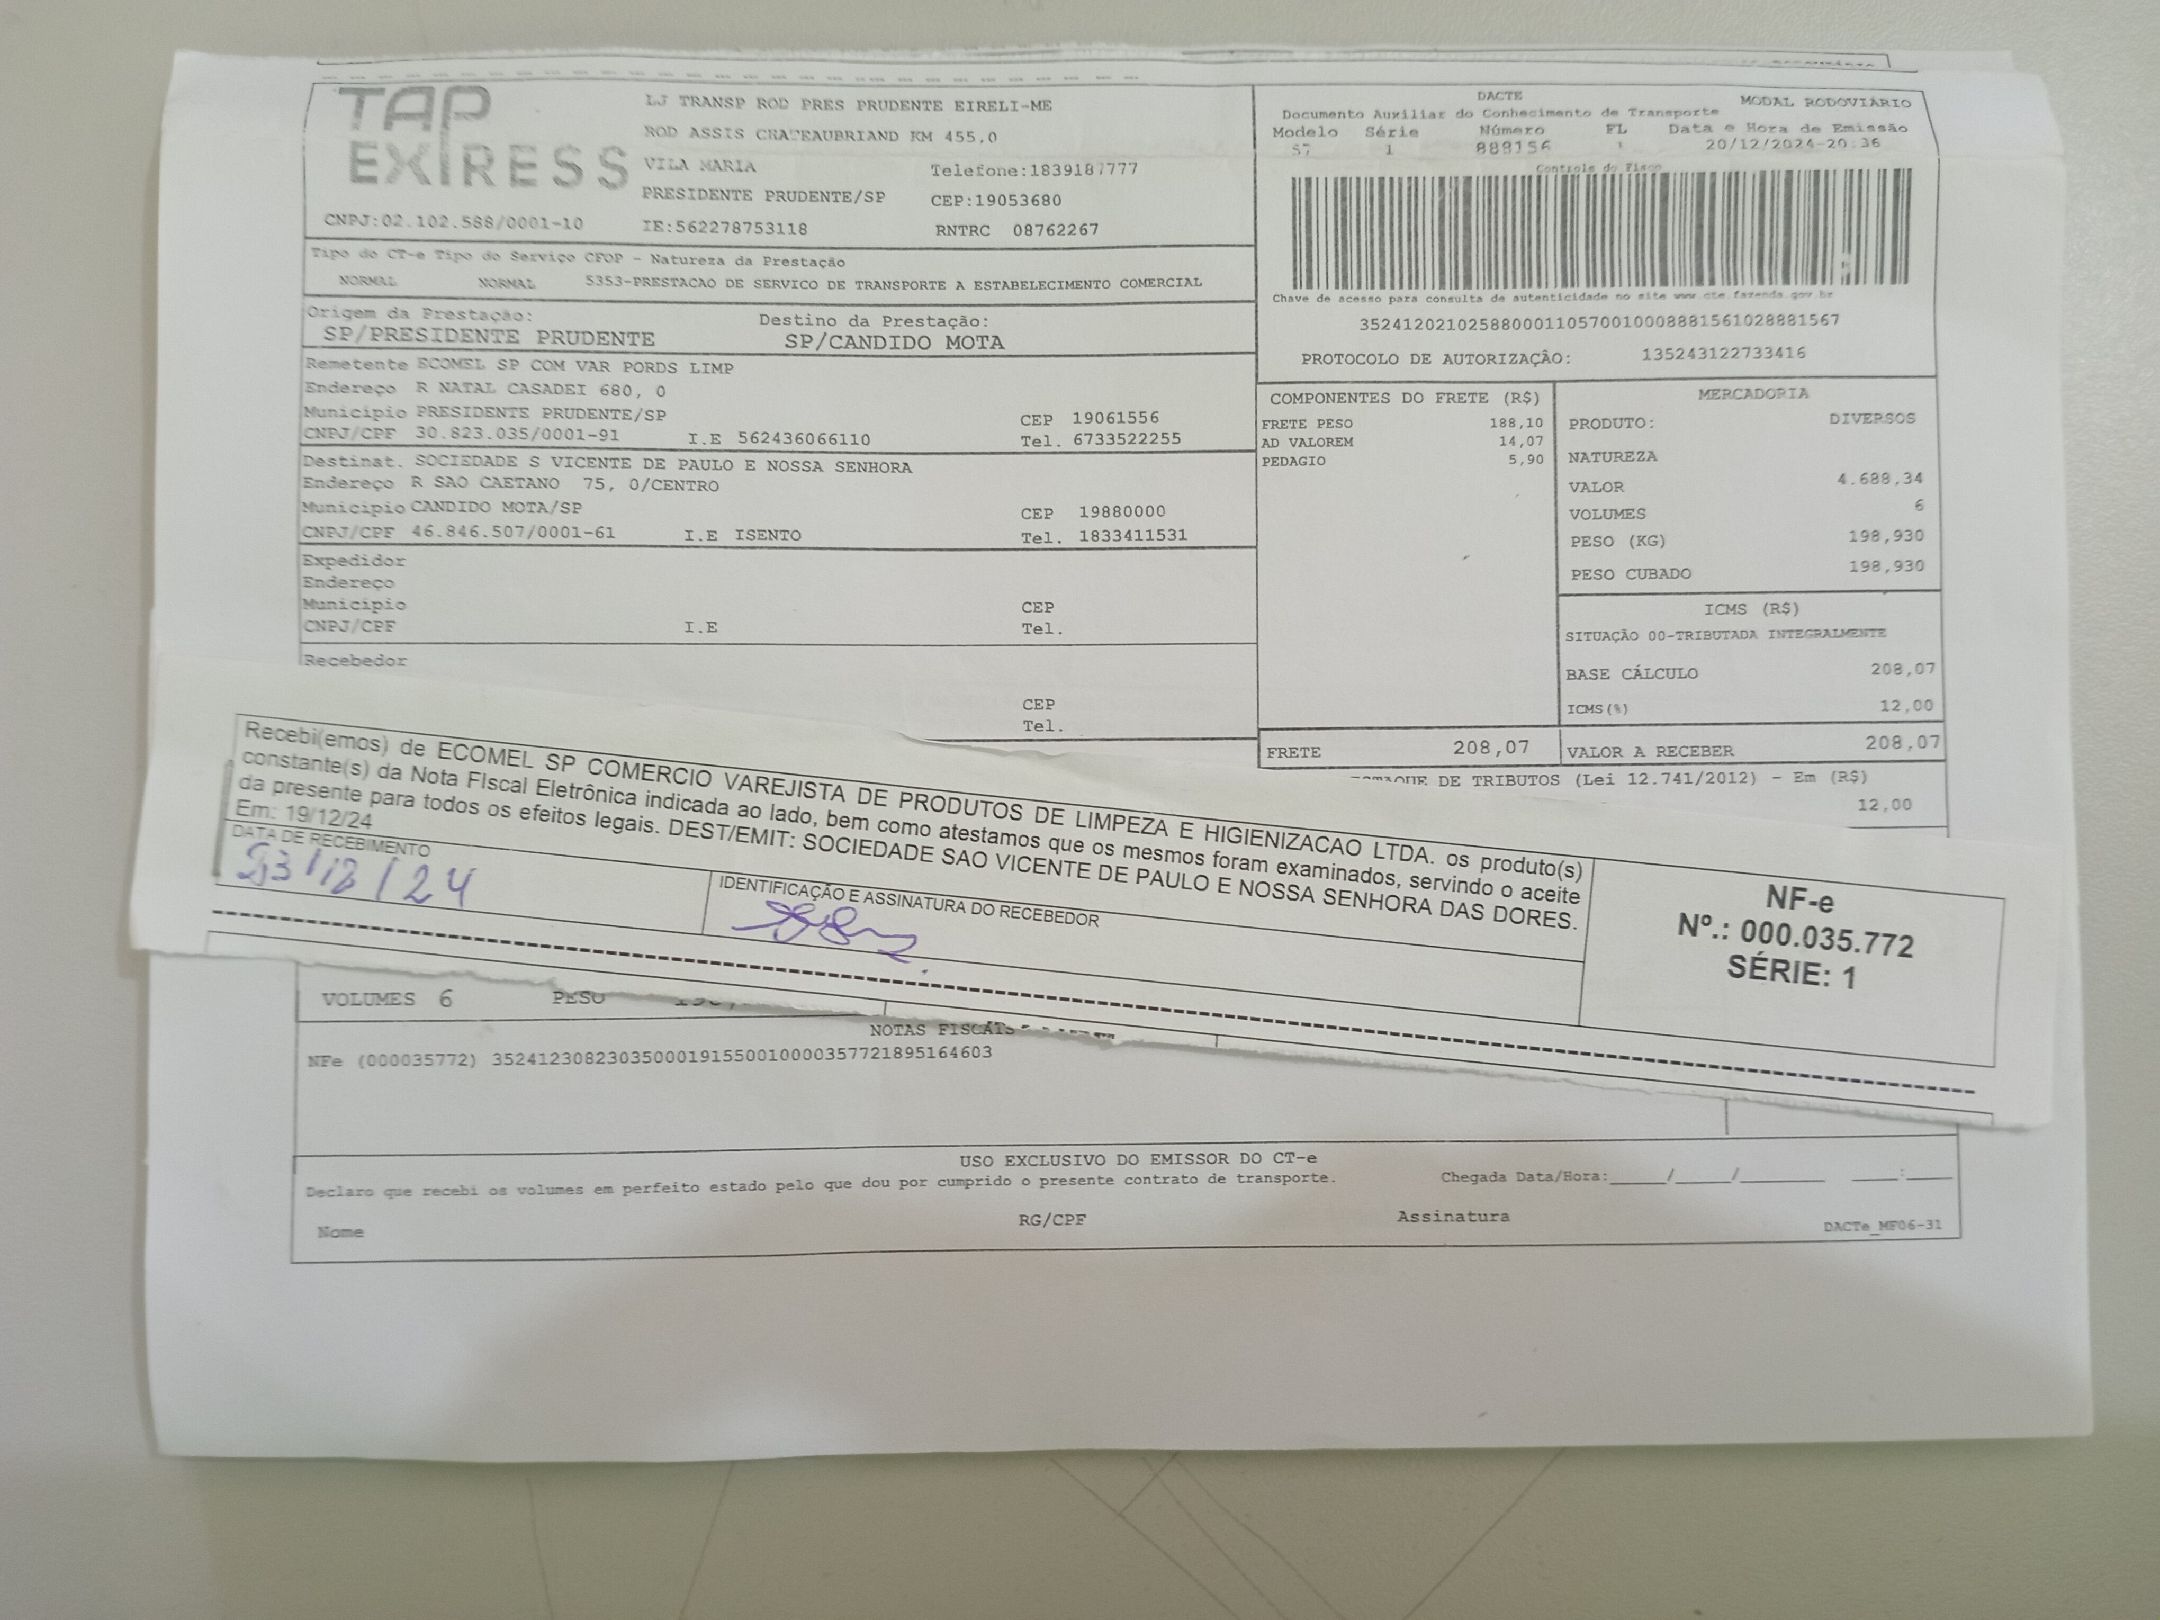 TAP
EXPRESS
LJ TRANSP ROD PRES PRUDENTE EIRELI-ME
ROD ASSIS CHATEAUBRIAND KM 455,0
VILA MARIA Telefone:1839187777
PRESIDENTE PRUDENTE/SP CEP:19053680
CNPJ:02.102.588/0001-10 IE:562278753118 RNTRC 08762267
DACTE
Documento Auxiliar do Conhecimento de Transporte MODAL RODOVIÁRIO
Modelo Série Número FL Data e Hora de Emissão
57 1 888156 1 20/12/2024-20:36
Controle do Fisco
Chave de acesso para consulta de autenticidade no site www.cte.fazenda.gov.br
35241202102588000110570010008881561028881567
PROTOCOLO DE AUTORIZAÇÃO: 135243122733416
Tipo do CT-e Tipo do Serviço CFOP - Natureza da Prestação
NORMAL NORMAL 5353-PRESTACAO DE SERVICO DE TRANSPORTE A ESTABELECIMENTO COMERCIAL
Origem da Prestação: Destino da Prestação:
SP/PRESIDENTE PRUDENTE SP/CANDIDO MOTA
Remetente ECOMEL SP COM VAR PORDS LIMP
Endereço R NATAL CASADEI 680, 0
Municipio PRESIDENTE PRUDENTE/SP CEP 19061556
CNPJ/CPF 30.823.035/0001-91 I.E 562436066110 Tel. 6733522255
Destinat. SOCIEDADE S VICENTE DE PAULO E NOSSA SENHORA
Endereço R SAO CAETANO 75, 0/CENTRO
Municipio CANDIDO MOTA/SP CEP 19880000
CNPJ/CPF 46.846.507/0001-61 I.E ISENTO Tel. 1833411531
Expedidor
Endereço
Municipio CEP
CNPJ/CPF I.E Tel.
Recebedor
CEP
Tel.
COMPONENTES DO FRETE (R$)
FRETE PESO 188,10
AD VALOREM 14,07
PEDAGIO 5,90
MERCADORIA
PRODUTO: DIVERSOS
NATUREZA
VALOR 4.688,34
VOLUMES 6
PESO (KG) 198,930
PESO CUBADO 198,930
ICMS (R$)
SITUAÇÃO 00-TRIBUTADA INTEGRALMENTE
BASE CÁLCULO 208,07
ICMS(%) 12,00
FRETE 208,07 VALOR A RECEBER 208,07
DE TRIBUTOS (Lei 12.741/2012) - Em (R$)
12,00
Recebi(emos) de ECOMEL SP COMERCIO VAREJISTA DE PRODUTOS DE LIMPEZA E HIGIENIZACAO LTDA. os produto(s)
constante(s) da Nota FIscal Eletrônica indicada ao lado, bem como atestamos que os mesmos foram examinados, servindo o aceite
da presente para todos os efeitos legais. DEST/EMIT: SOCIEDADE SAO VICENTE DE PAULO E NOSSA SENHORA DAS DORES.
Em: 19/12/24
DATA DE RECEBIMENTO
23/12/24
IDENTIFICAÇÃO E ASSINATURA DO RECEBEDOR
NF-e
Nº.: 000.035.772
SÉRIE: 1
VOLUMES 6 PESO
NOTAS FISCAIS
NFe (000035772) 35241230823035000191550010000357721895164603
USO EXCLUSIVO DO EMISSOR DO CT-e
Declaro que recebi os volumes em perfeito estado pelo que dou por cumprido o presente contrato de transporte. Chegada Data/Hora:_____/_____/________ ____:____
Nome RG/CPF Assinatura DACTe_MF06-31